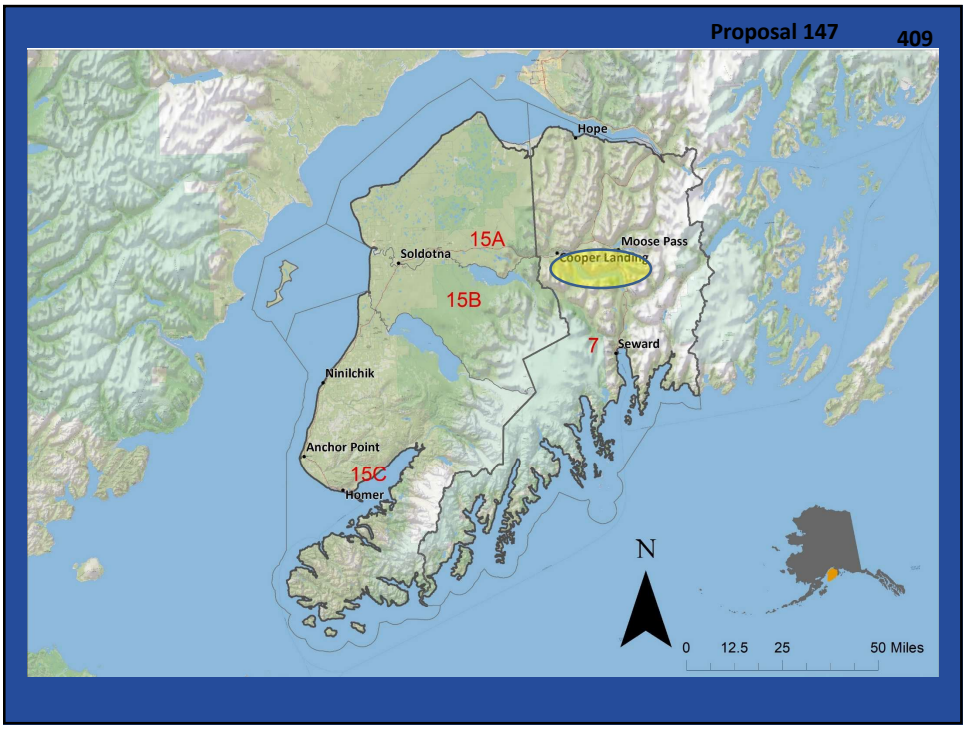 Proposal 147
409
Hope
15A
Moose Pass
Soldotna
Cooper Landing
15B
7
Seward
Ninilchik
Anchor Point
15C
Homer
N
0 12.5 25 50 Miles